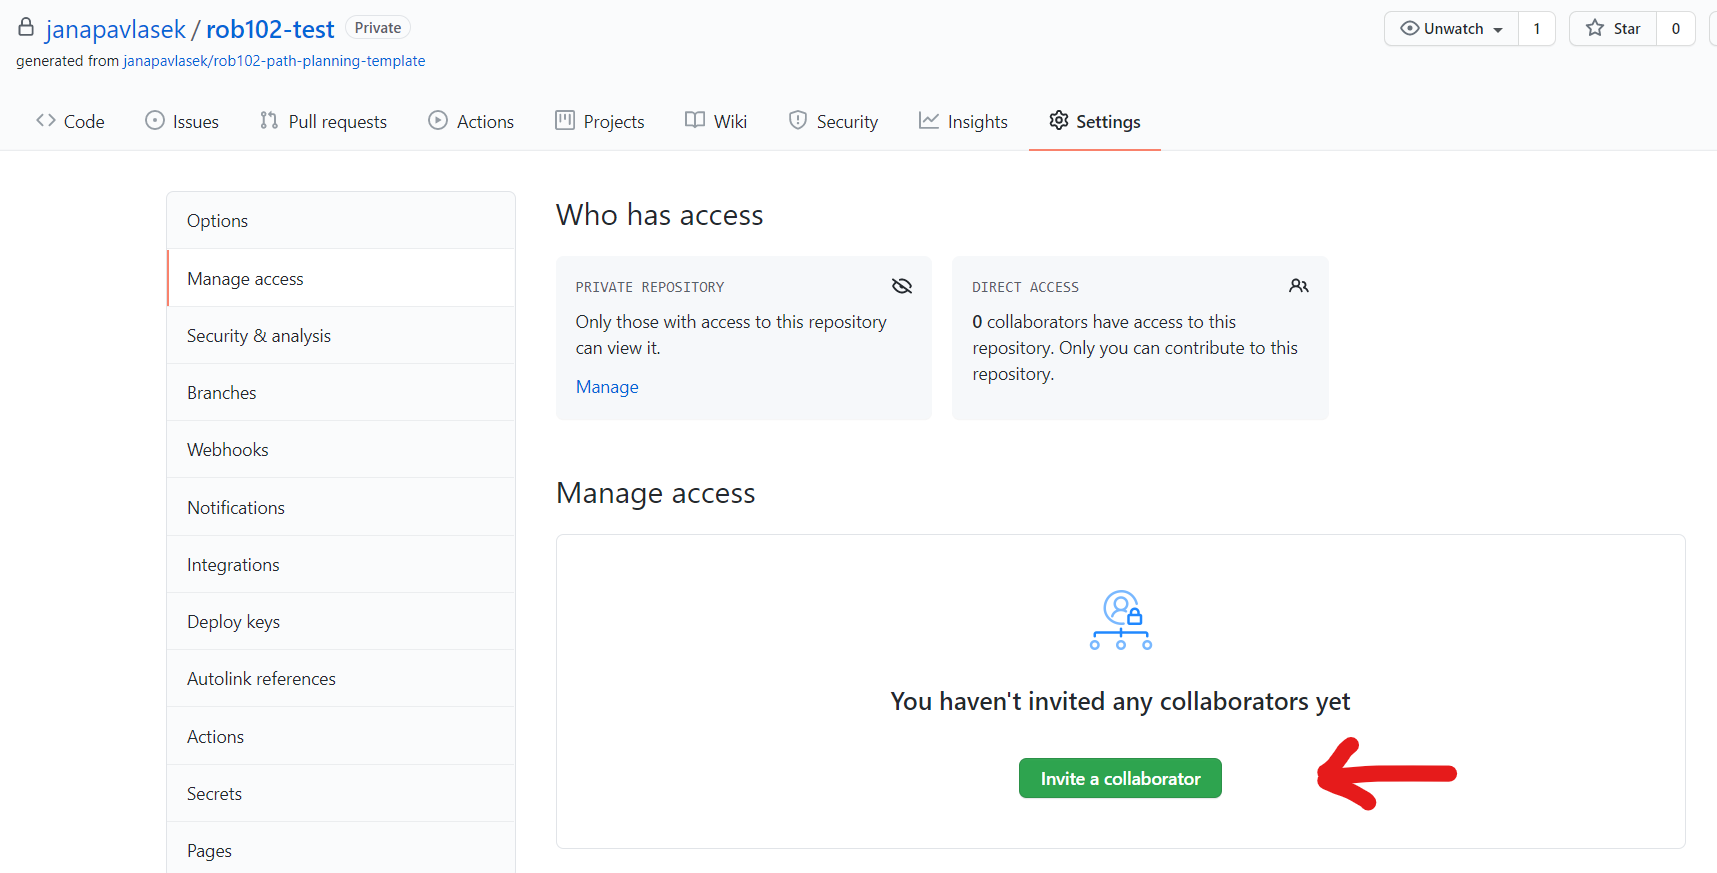 janapavlasek / rob102-test Private
Unwatch 1 Star 0
generated from janapavlasek/rob102-path-planning-template
Code Issues Pull requests Actions Projects Wiki Security Insights Settings
Options
Manage access
Security & analysis
Branches
Webhooks
Notifications
Integrations
Deploy keys
Autolink references
Actions
Secrets
Pages
Who has access
PRIVATE REPOSITORY
Only those with access to this repository
can view it.
Manage
DIRECT ACCESS
0 collaborators have access to this
repository. Only you can contribute to this
repository.
Manage access
You haven't invited any collaborators yet
Invite a collaborator